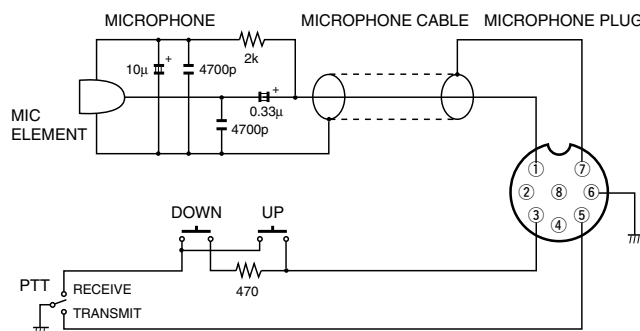 MICROPHONE MICROPHONE CABLE MICROPHONE PLUG
2k
10µ + 4700p
+
0.33µ
MIC
ELEMENT
4700p
1 7
2 8 6
3 5
4
DOWN UP
470
PTT RECEIVE
TRANSMIT